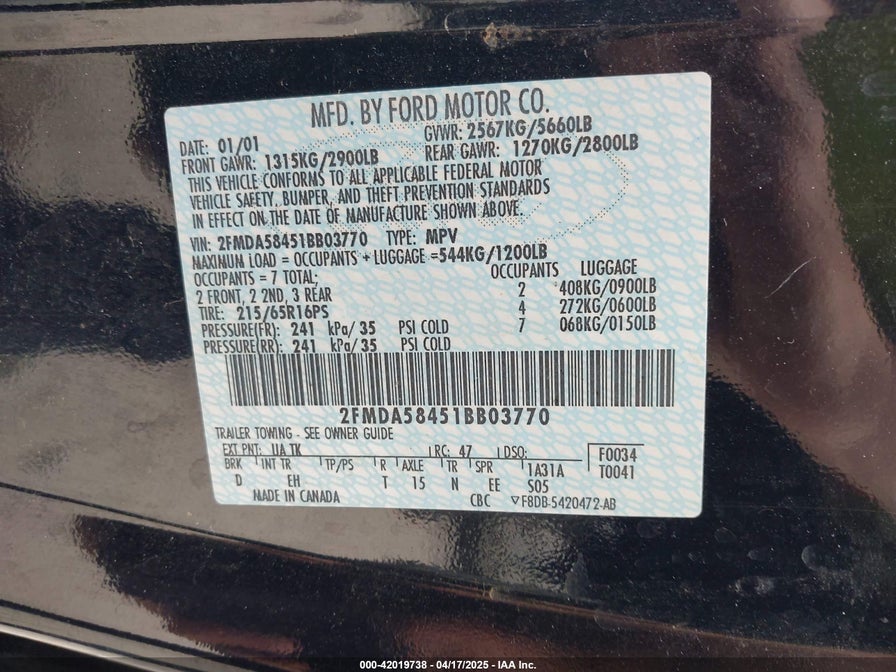 MFD. BY FORD MOTOR CO.
DATE: 01/01 GVWR: 2567KG/5660LB
FRONT GAWR: 1315KG/2900LB REAR GAWR: 1270KG/2800LB
THIS VEHICLE CONFORMS TO ALL APPLICABLE FEDERAL MOTOR
VEHICLE SAFETY, BUMPER, AND THEFT PREVENTION STANDARDS
IN EFFECT ON THE DATE OF MANUFACTURE SHOWN ABOVE.
VIN: 2FMDA58451BB03770 TYPE: MPV
MAXIMUM LOAD = OCCUPANTS + LUGGAGE =544KG/1200LB
OCCUPANTS = 7 TOTAL; OCCUPANTS LUGGAGE
2 FRONT, 2 2ND, 3 REAR 2 408KG/0900LB
TIRE: 215/65R16PS 4 272KG/0600LB
PRESSURE(FR): 241 kPa/35 PSI COLD 7 068KG/0150LB
PRESSURE(RR): 241 kPa/35 PSI COLD
2FMDA58451BB03770
TRAILER TOWING - SEE OWNER GUIDE
EXT PNT: UA TK RC: 47 DSO: F0034
BRK INT TR TP/PS R AXLE TR SPR 1A31A T0041
D EH T 15 N EE S05
MADE IN CANADA CBC ▽F8DB-5420472-AB
000-42019738 - 04/17/2025 - IAA Inc.